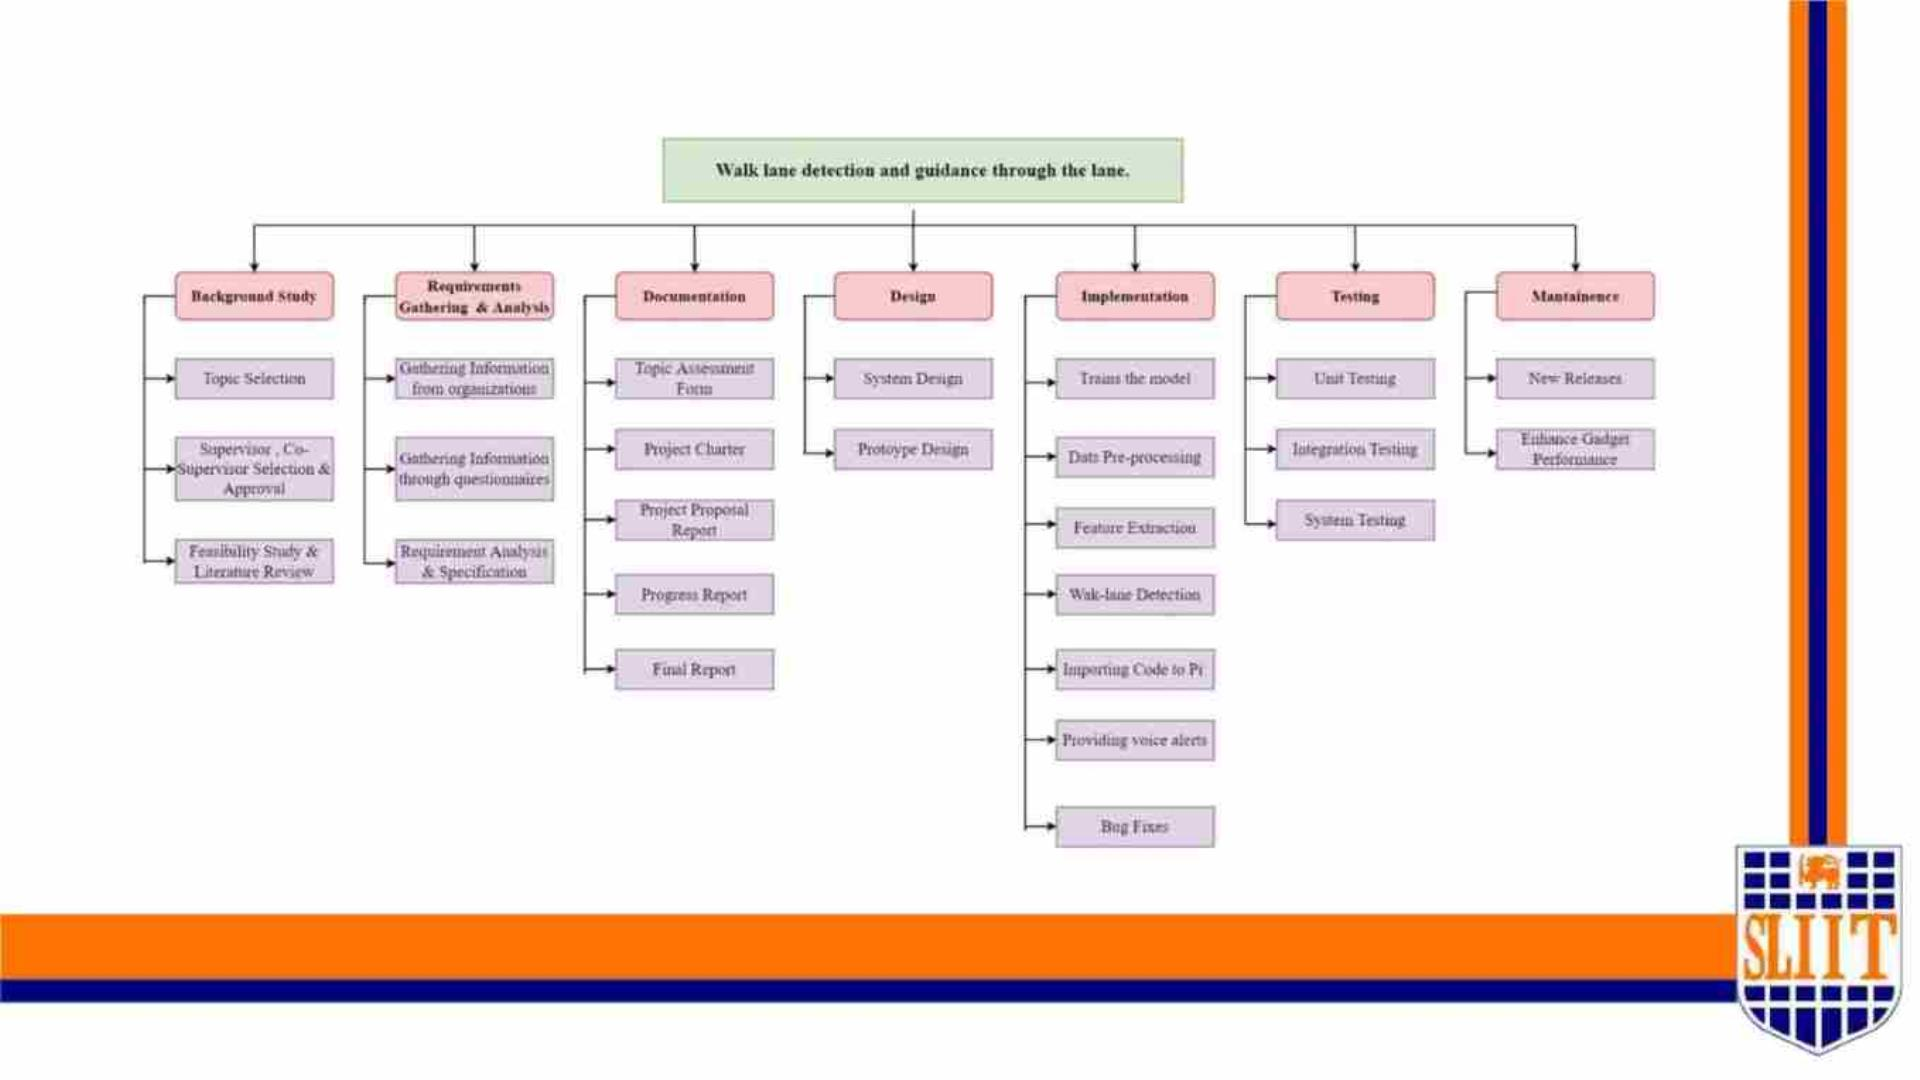 Walk lane detection and guidance through the lane.
Background Study
Requirements
Gathering & Analysis
Documentation
Design
Implementation
Testing
Mantainence
Topic Selection
Supervisor , Co-
Supervisor Selection &
Approval
Feasibility Study &
Literature Review
Gathering Information
from organizations
Gathering Information
through questionnaires
Requirement Analysis
& Specification
Topic Assessment
Form
Project Charter
Project Proposal
Report
Progress Report
Final Report
System Design
Protoype Design
Trains the model
Data Pre-processing
Feature Extraction
Wak-lane Detection
Importing Code to Pi
Providing voice alerts
Bug Fixes
Unit Testing
Integration Testing
System Testing
New Releases
Enhance Gadget
Performance
SLIIT